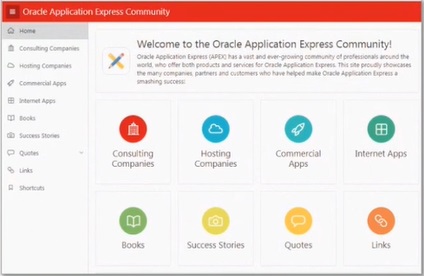 Oracle Application Express Community
Home
Consulting Companies
Hosting Companies
Commercial Apps
Internet Apps
Books
Success Stories
Quotes
Links
Shortcuts
Welcome to the Oracle Application Express Community!
Oracle Application Express (APEX) has a vast and ever-growing community of professionals around the
world, who offer both products and services for Oracle Application Express. This site proudly showcases
the many companies, partners and customers who have helped make Oracle Application Express a
smashing success!
Consulting
Companies
Hosting
Companies
Commercial
Apps
Internet Apps
Books
Success Stories
Quotes
Links